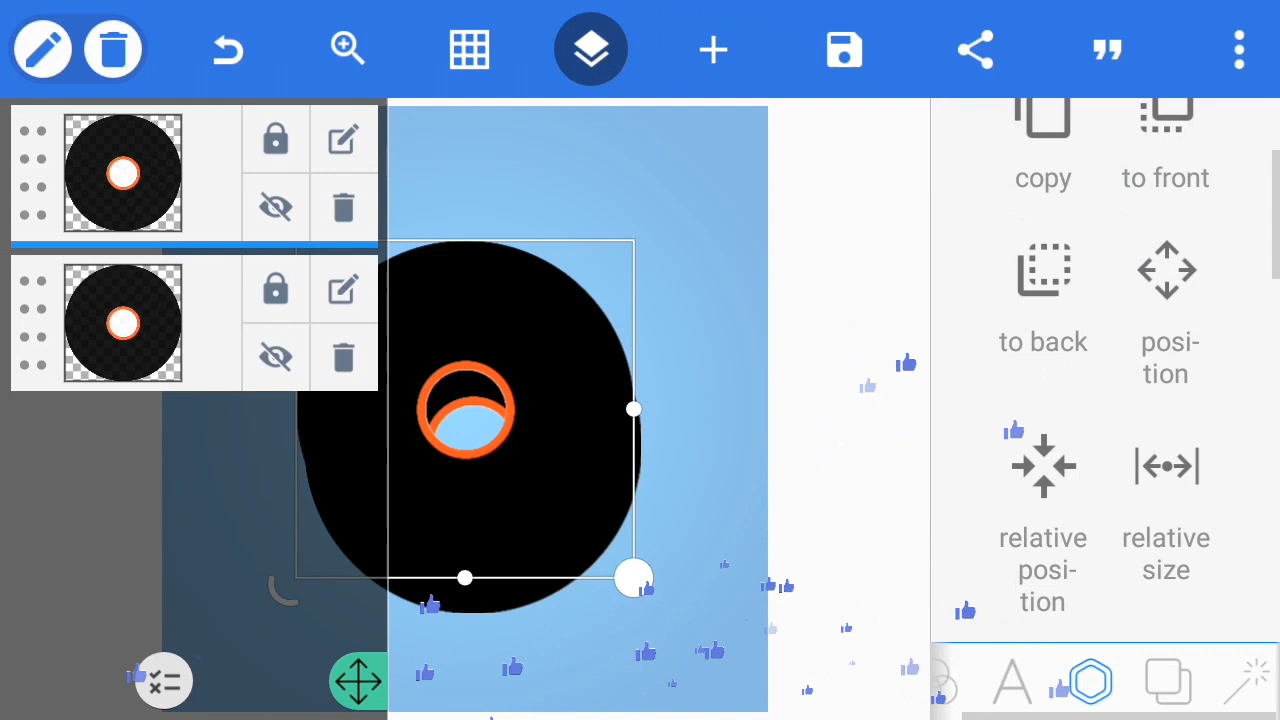 copy
to front
to back
posi-
tion
relative
posi-
tion
relative
size